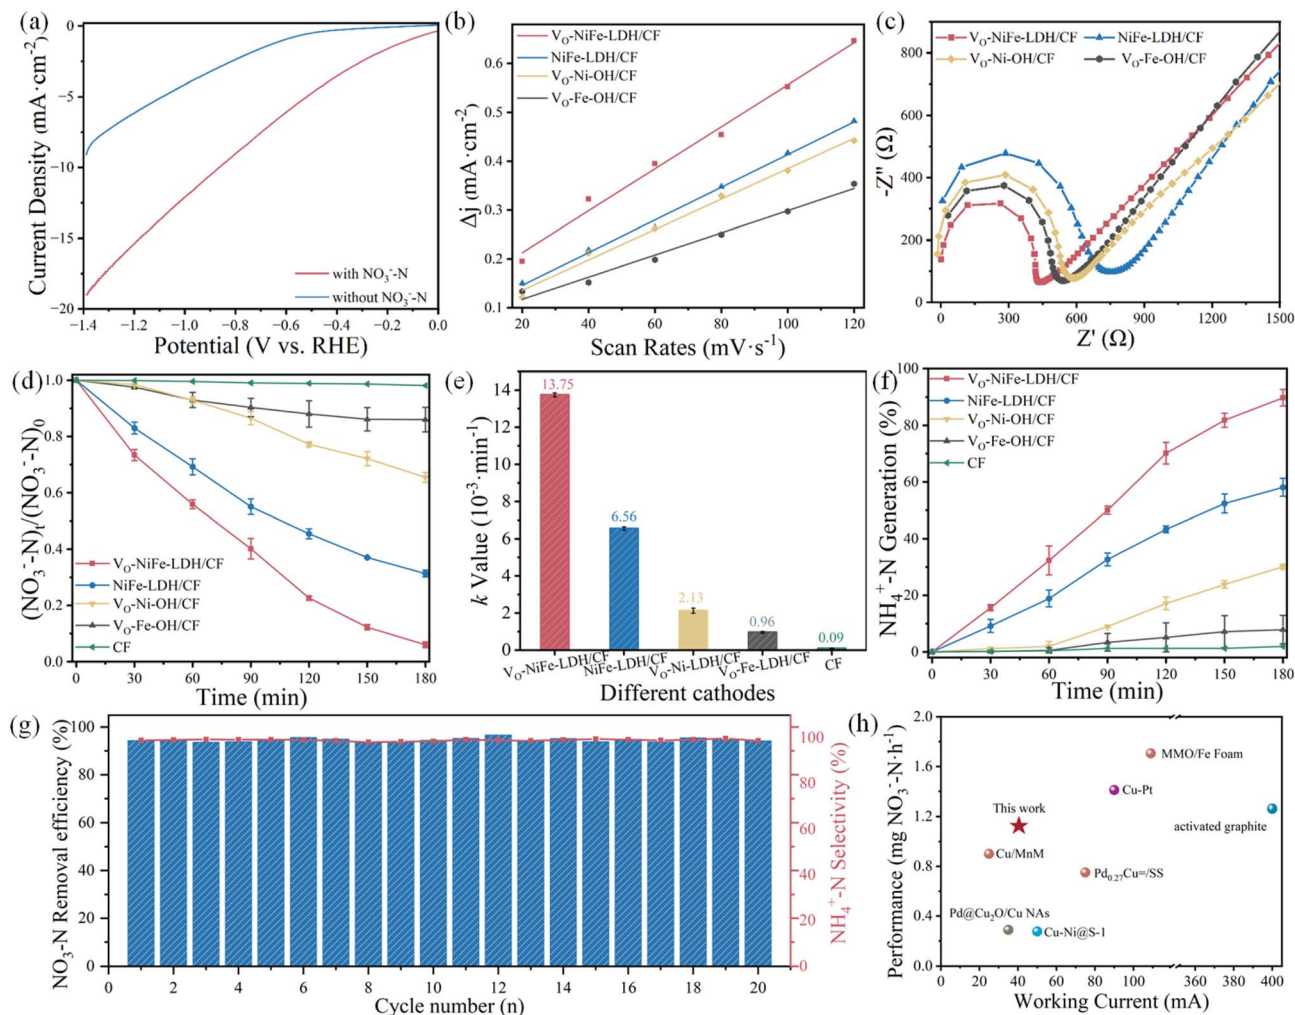 (a)
Current Density (mA·cm⁻²)
0
−5
−10
−15
−20
with NO₃⁻-N
without NO₃⁻-N
−1.4 −1.2 −1.0 −0.8 −0.6 −0.4 −0.2 0.0
Potential (V vs. RHE)
(b)
Δj (mA·cm⁻²)
0.6
0.5
0.4
0.3
0.2
0.1
V_O-NiFe-LDH/CF
NiFe-LDH/CF
V_O-Ni-OH/CF
V_O-Fe-OH/CF
20 40 60 80 100 120
Scan Rates (mV·s⁻¹)
(c)
-Z'' (Ω)
800
600
400
200
0
V_O-NiFe-LDH/CF NiFe-LDH/CF
V_O-Ni-OH/CF V_O-Fe-OH/CF
0 300 600 900 1200 1500
Z' (Ω)
(d)
(NO₃⁻-N)ₜ/(NO₃⁻-N)₀
1.0
0.8
0.6
0.4
0.2
0.0
V_O-NiFe-LDH/CF
NiFe-LDH/CF
V_O-Ni-OH/CF
V_O-Fe-OH/CF
CF
0 30 60 90 120 150 180
Time (min)
(e)
k Value (10⁻³·min⁻¹)
14
12
10
8
6
4
2
0
13.75
6.56
2.13
0.96
0.09
V_O-NiFe-LDH/CF NiFe-LDH/CF V_O-Ni-LDH/CF V_O-Fe-LDH/CF CF
Different cathodes
(f)
NH₄⁺-N Generation (%)
100
80
60
40
20
0
V_O-NiFe-LDH/CF
NiFe-LDH/CF
V_O-Ni-OH/CF
V_O-Fe-OH/CF
CF
0 30 60 90 120 150 180
Time (min)
(g)
NO₃-N Removal efficiency (%)
100
80
60
40
20
0
0 2 4 6 8 10 12 14 16 18 20
Cycle number (n)
100
80
60
40
20
0
NH₄⁺-N Selectivity (%)
(h)
Performance (mg NO₃⁻-N·h⁻¹)
2.0
1.6
1.2
0.8
0.4
0.0
MMO/Fe Foam
Cu-Pt
This work
activated graphite
Cu/MnM
Pd₀.₂₇Cu=/SS
Pd@Cu₂O/Cu NAs
Cu-Ni@S-1
0 20 40 60 80 100 360 380 400
Working Current (mA)